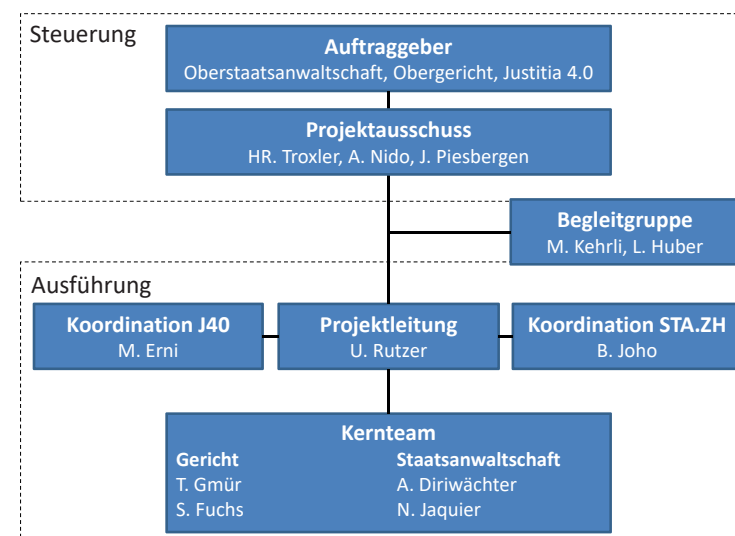 Steuerung
Auftraggeber
Oberstaatsanwaltschaft, Obergericht, Justitia 4.0
Projektausschuss
HR. Troxler, A. Nido, J. Piesbergen
Begleitgruppe
M. Kehrli, L. Huber
Ausführung
Koordination J40
M. Erni
Projektleitung
U. Rutzer
Koordination STA.ZH
B. Joho
Kernteam
Gericht
T. Gmür
S. Fuchs
Staatsanwaltschaft
A. Diriwächter
N. Jaquier